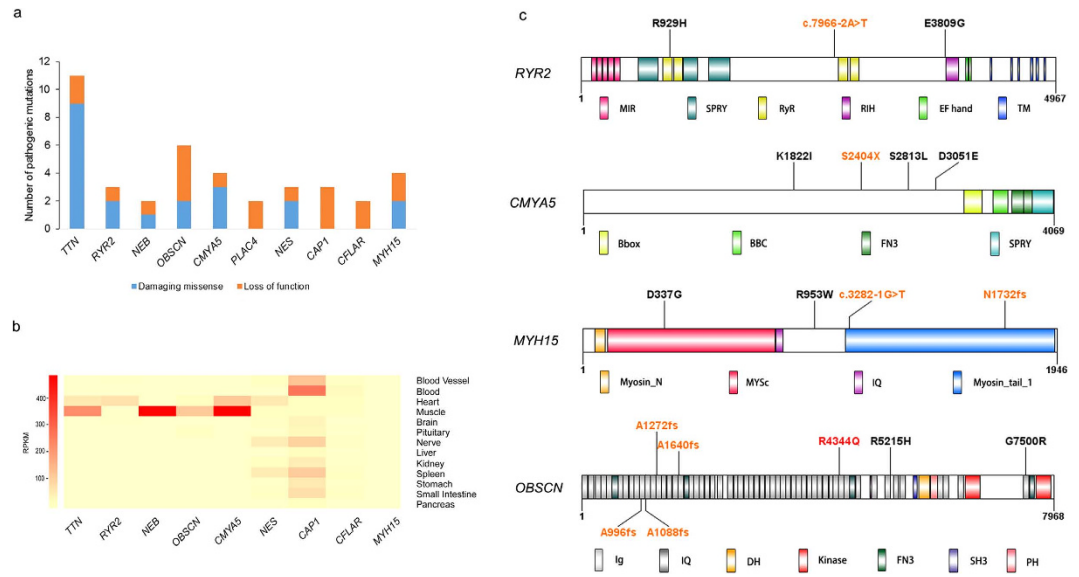 a
Number of pathogenic mutations
12
10
8
6
4
2
0
TTN
RYR2
NEB
OBSCN
CMYA5
PLAC4
NES
CAP1
CFLAR
MYH15
Damaging missense
Loss of function
b
RPKM
400
300
200
100
Blood Vessel
Blood
Heart
Muscle
Brain
Pituitary
Nerve
Liver
Kidney
Spleen
Stomach
Small Intestine
Pancreas
TTN
RYR2
NEB
OBSCN
CMYA5
NES
CAP1
CFLAR
MYH15
c
R929H
c.7966-2A>T
E3809G
RYR2
1
4967
MIR
SPRY
RyR
RIH
EF hand
TM
K1822I
S2404X
S2813L
D3051E
CMYA5
1
4069
Bbox
BBC
FN3
SPRY
D337G
R953W
c.3282-1G>T
N1732fs
MYH15
1
1946
Myosin_N
MYSc
IQ
Myosin_tail_1
A1272fs
A1640fs
R4344Q
R5215H
G7500R
OBSCN
1
7968
A996fs
A1088fs
Ig
IQ
DH
Kinase
FN3
SH3
PH